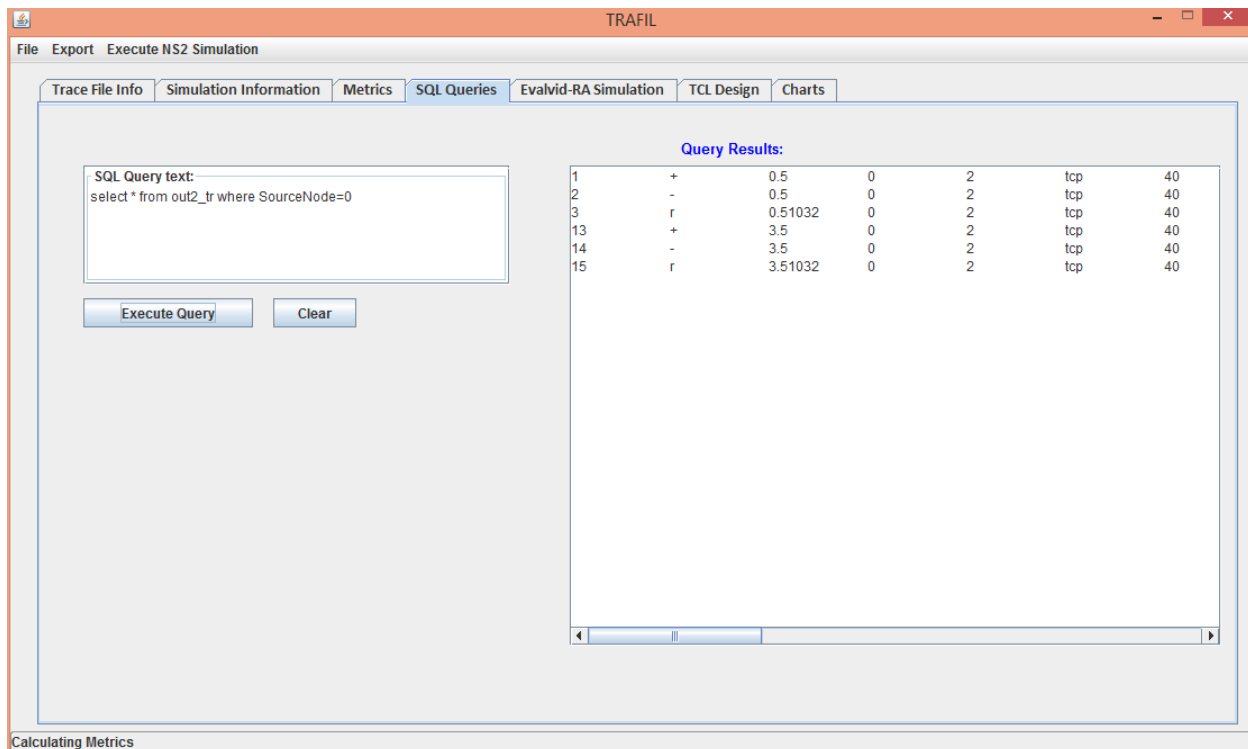 TRAFIL
File Export Execute NS2 Simulation
Trace File Info Simulation Information Metrics SQL Queries Evalvid-RA Simulation TCL Design Charts
Query Results:
SQL Query text:
select * from out2_tr where SourceNode=0
Execute Query Clear
1 + 0.5 0 2 tcp 40
2 - 0.5 0 2 tcp 40
3 r 0.51032 0 2 tcp 40
13 + 3.5 0 2 tcp 40
14 - 3.5 0 2 tcp 40
15 r 3.51032 0 2 tcp 40
Calculating Metrics